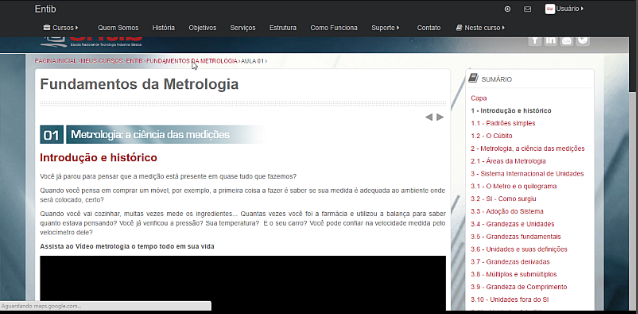 Entib
Cursos Quem Somos História Objetivos Serviços Estrutura Como Funciona Suporte Contato Neste curso
Usuário
Escola Nacional de Tecnologia Industrial Básica
PÁGINA INICIAL › MEUS CURSOS › ENTIB › FUNDAMENTOS DA METROLOGIA › AULA 01 ›
Fundamentos da Metrologia
01 Metrologia: a ciência das medições
Introdução e histórico
Você já parou para pensar que a medição está presente em quase tudo que fazemos?
Quando você pensa em comprar um móvel, por exemplo, a primeira coisa a fazer é saber se sua medida é adequada ao ambiente onde
será colocado, certo?
Quando você vai cozinhar, muitas vezes mede os ingredientes... Quantas vezes você foi a farmácia e utilizou a balança para saber
quanto estava pensando? Você já verificou a pressão? Sua temperatura? E o seu carro? Você pode confiar na velocidade medida pelo
velocímetro dele?
Assista ao Vídeo metrologia o tempo todo em sua vida
SUMÁRIO
Capa
1 - Introdução e histórico
1.1 - Padrões simples
1.2 - O Cúbito
2 - Metrologia, a ciência das medições
2.1 - Áreas da Metrologia
3 - Sistema Internacional de Unidades
3.1 - O Metro e o quilograma
3.2 - SI - Como surgiu
3.3 - Adoção do Sistema
3.4 - Grandezas e Unidades
3.5 - Grandezas fundamentais
3.6 - Unidades e suas definições
3.7 - Grandezas derivadas
3.8 - Múltiplos e submúltiplos
3.9 - Grandeza de Comprimento
3.10 - Unidades fora do SI
Aguardando maps.google.com...